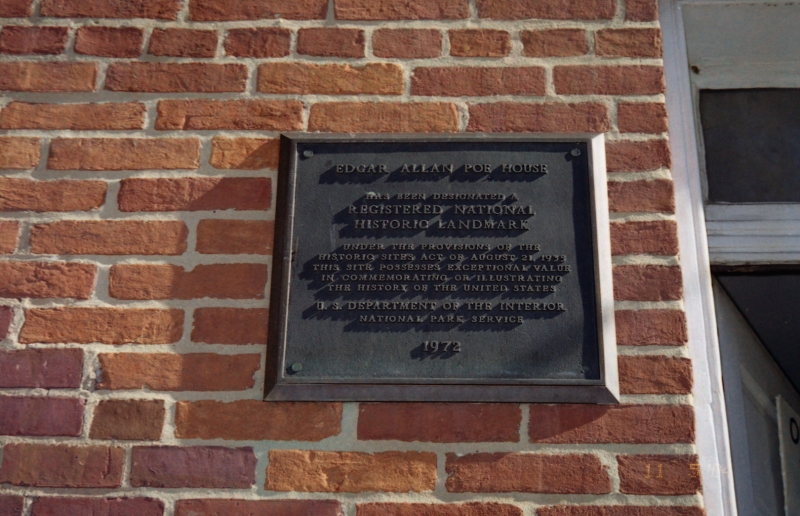 EDGAR ALLAN POE HOUSE
HAS BEEN DESIGNATED A
REGISTERED NATIONAL
HISTORIC LANDMARK
UNDER THE PROVISIONS OF THE
HISTORIC SITES ACT OF AUGUST 21, 1935
THIS SITE POSSESSES EXCEPTIONAL VALUE
IN COMMEMORATING OR ILLUSTRATING
THE HISTORY OF THE UNITED STATES
U.S. DEPARTMENT OF THE INTERIOR
NATIONAL PARK SERVICE
1972
11 5